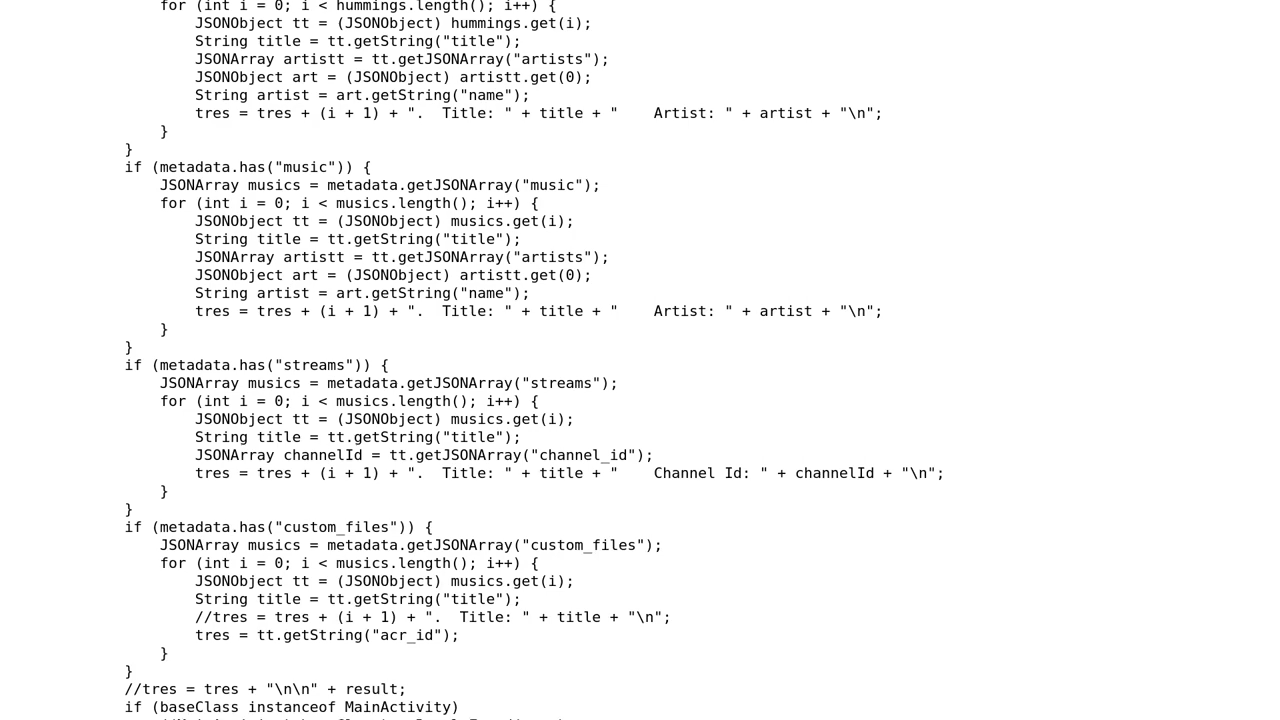 for (int i = 0; i < hummings.length(); i++) {
JSONObject tt = (JSONObject) hummings.get(i);
String title = tt.getString("title");
JSONArray artistt = tt.getJSONArray("artists");
JSONObject art = (JSONObject) artistt.get(0);
String artist = art.getString("name");
tres = tres + (i + 1) + ".  Title: " + title + "    Artist: " + artist + "\n";
}
}
if (metadata.has("music")) {
JSONArray musics = metadata.getJSONArray("music");
for (int i = 0; i < musics.length(); i++) {
JSONObject tt = (JSONObject) musics.get(i);
String title = tt.getString("title");
JSONArray artistt = tt.getJSONArray("artists");
JSONObject art = (JSONObject) artistt.get(0);
String artist = art.getString("name");
tres = tres + (i + 1) + ".  Title: " + title + "    Artist: " + artist + "\n";
}
}
if (metadata.has("streams")) {
JSONArray musics = metadata.getJSONArray("streams");
for (int i = 0; i < musics.length(); i++) {
JSONObject tt = (JSONObject) musics.get(i);
String title = tt.getString("title");
JSONArray channelId = tt.getJSONArray("channel_id");
tres = tres + (i + 1) + ".  Title: " + title + "    Channel Id: " + channelId + "\n";
}
}
if (metadata.has("custom_files")) {
JSONArray musics = metadata.getJSONArray("custom_files");
for (int i = 0; i < musics.length(); i++) {
JSONObject tt = (JSONObject) musics.get(i);
String title = tt.getString("title");
//tres = tres + (i + 1) + ".  Title: " + title + "\n";
tres = tt.getString("acr_id");
}
}
//tres = tres + "\n\n" + result;
if (baseClass instanceof MainActivity)